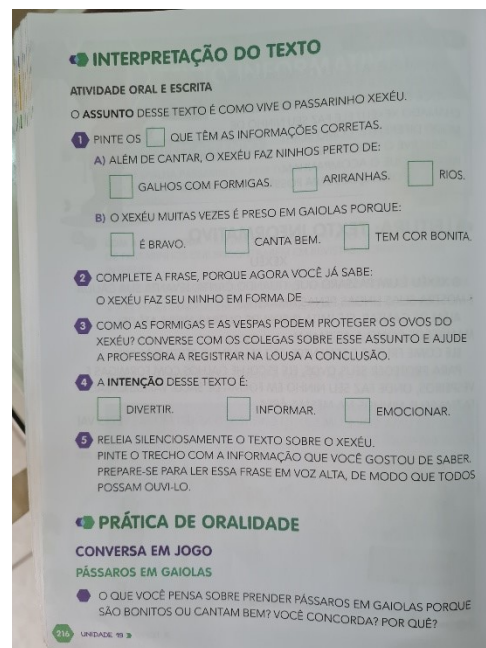 INTERPRETAÇÃO DO TEXTO
ATIVIDADE ORAL E ESCRITA
O ASSUNTO DESSE TEXTO É COMO VIVE O PASSARINHO XEXÉU.
1 PINTE OS QUE TÊM AS INFORMAÇÕES CORRETAS.
A) ALÉM DE CANTAR, O XEXÉU FAZ NINHOS PERTO DE:
GALHOS COM FORMIGAS. ARIRANHAS. RIOS.
B) O XEXÉU MUITAS VEZES É PRESO EM GAIOLAS PORQUE:
É BRAVO. CANTA BEM. TEM COR BONITA.
2 COMPLETE A FRASE, PORQUE AGORA VOCÊ JÁ SABE:
O XEXÉU FAZ SEU NINHO EM FORMA DE
3 COMO AS FORMIGAS E AS VESPAS PODEM PROTEGER OS OVOS DO
XEXÉU? CONVERSE COM OS COLEGAS SOBRE ESSE ASSUNTO E AJUDE
A PROFESSORA A REGISTRAR NA LOUSA A CONCLUSÃO.
4 A INTENÇÃO DESSE TEXTO É:
DIVERTIR. INFORMAR. EMOCIONAR.
5 RELEIA SILENCIOSAMENTE O TEXTO SOBRE O XEXÉU.
PINTE O TRECHO COM A INFORMAÇÃO QUE VOCÊ GOSTOU DE SABER.
PREPARE-SE PARA LER ESSA FRASE EM VOZ ALTA, DE MODO QUE TODOS
POSSAM OUVI-LO.
PRÁTICA DE ORALIDADE
CONVERSA EM JOGO
PÁSSAROS EM GAIOLAS
O QUE VOCÊ PENSA SOBRE PRENDER PÁSSAROS EM GAIOLAS PORQUE
SÃO BONITOS OU CANTAM BEM? VOCÊ CONCORDA? POR QUÊ?
216 UNIDADE 19